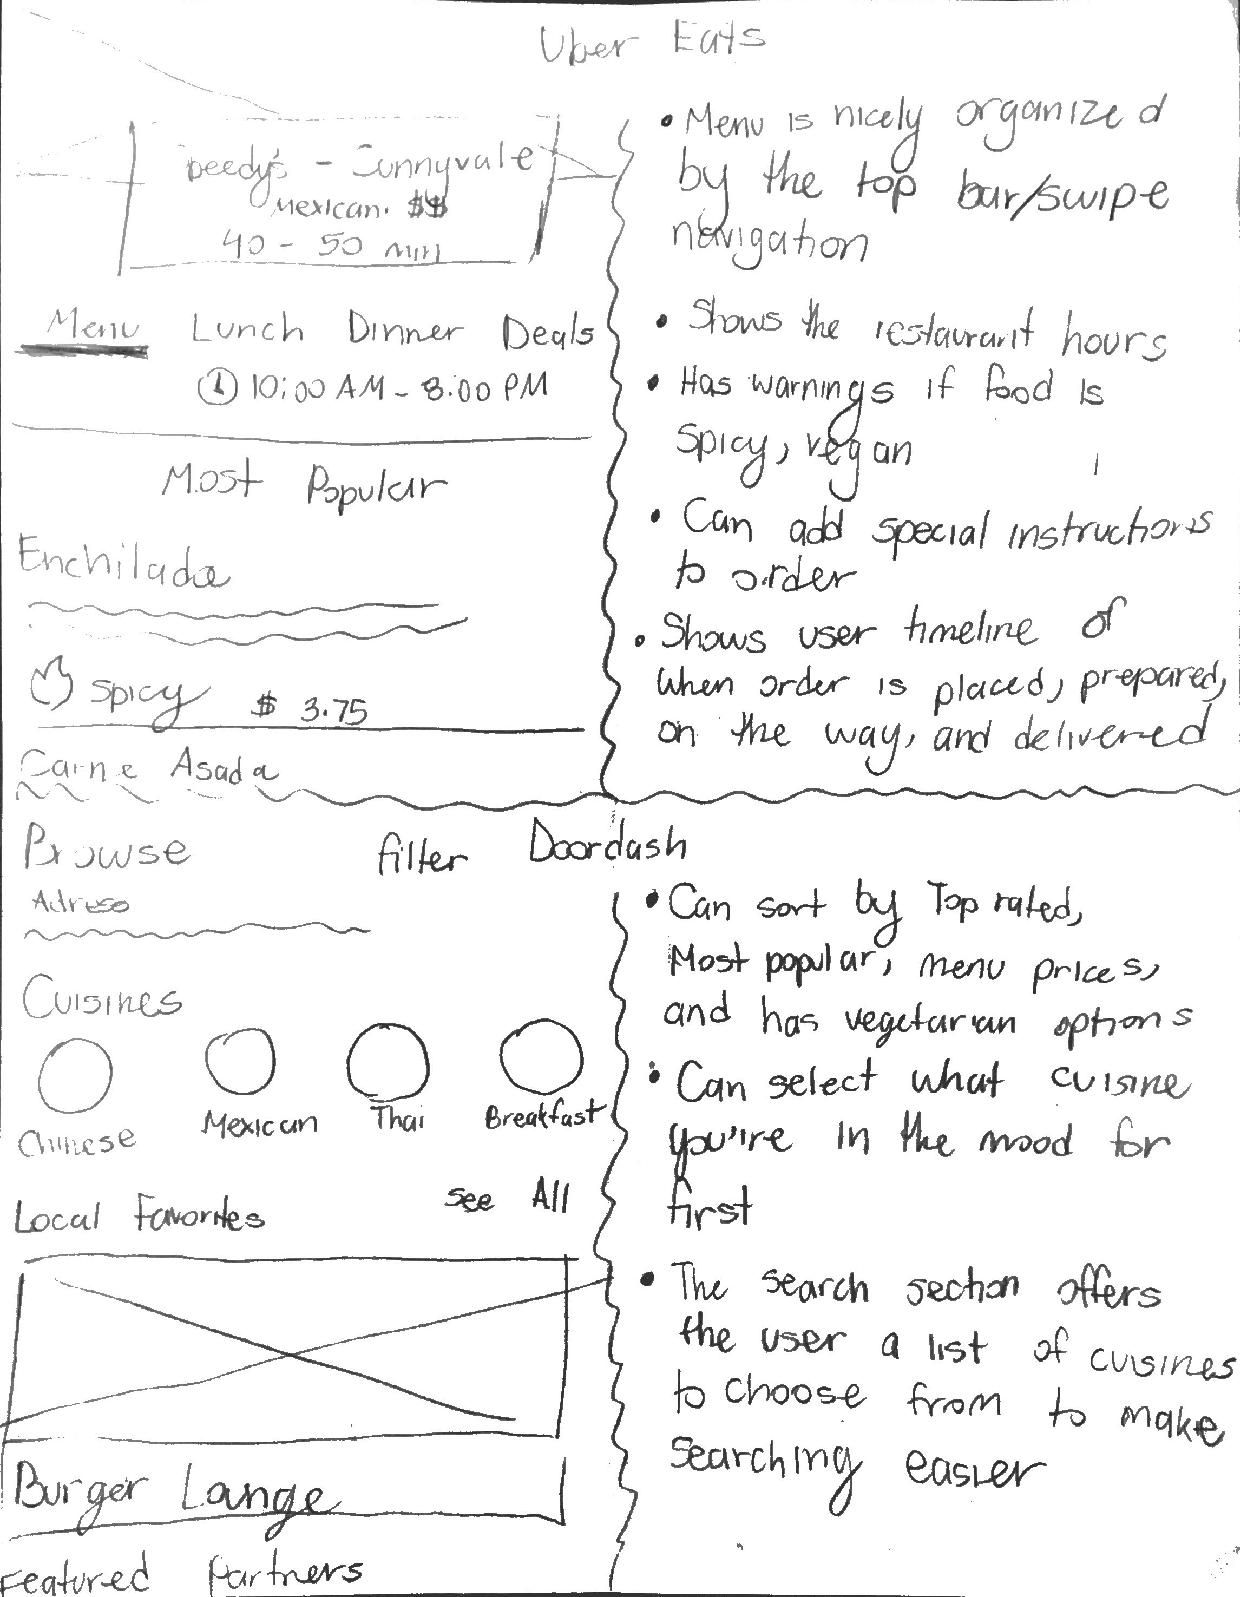 Uber Eats
peedy's - Sunnyvale
Mexican. $$
40 - 50 min
Menu Lunch Dinner Deals
10:00 AM - 8:00 PM
Most Popular
Enchilada
Spicy $ 3.75
Carne Asada
• Menu is nicely organized
by the top bar/swipe
navigation
• Shows the restaurant hours
• Has warnings if food is
spicy, vegan
• Can add special instructions
to order
• Shows user timeline of
when order is placed, prepared,
on the way, and delivered
Browse filter Doordash
Adress
Cuisines
Chinese Mexican Thai Breakfast
Local Favorites see All
Burger Lange
Featured Partners
• Can sort by Top rated,
Most popular, menu prices,
and has vegetarian options
• Can select what cuisine
you're in the mood for
first
• The search section offers
the user a list of cuisines
to choose from to make
searching easier